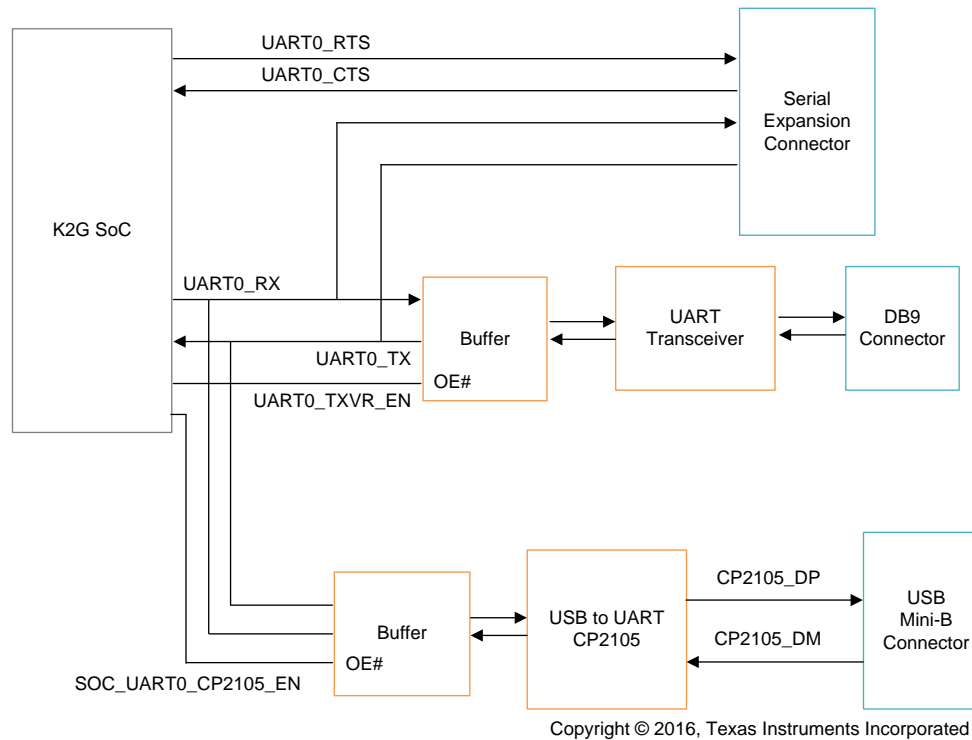 UART0_RTS
UART0_CTS
Serial
Expansion
Connector
K2G SoC
UART0_RX
Buffer
UART
Transceiver
DB9
Connector
UART0_TX
OE#
UART0_TXVR_EN
CP2105_DP
USB to UART
CP2105
USB
Mini-B
Connector
Buffer
CP2105_DM
OE#
SOC_UART0_CP2105_EN
Copyright © 2016, Texas Instruments Incorporated